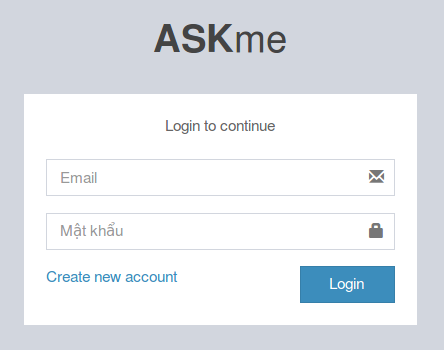 ASKme
Login to continue
Email
Mật khẩu
Create new account
Login